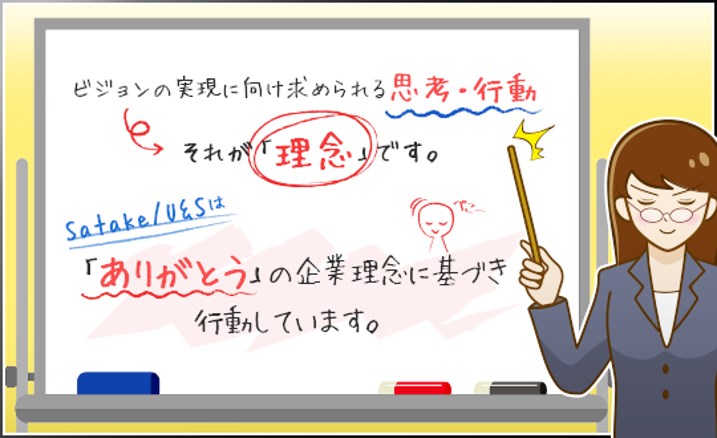 ビジョンの実現に向け求められる思考・行動
それが「理念」です。
Satake/U&Sは
ぺこ
「ありがとう」の企業理念に基づき
行動しています。